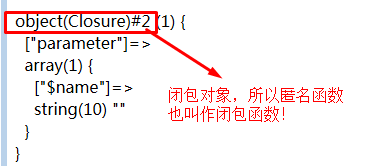 object(Closure)#2 (1) {
["parameter"]=>
array(1) {
["$name"]=>
string(10) ""
}
}
闭包对象，所以匿名函数
也叫作闭包函数！